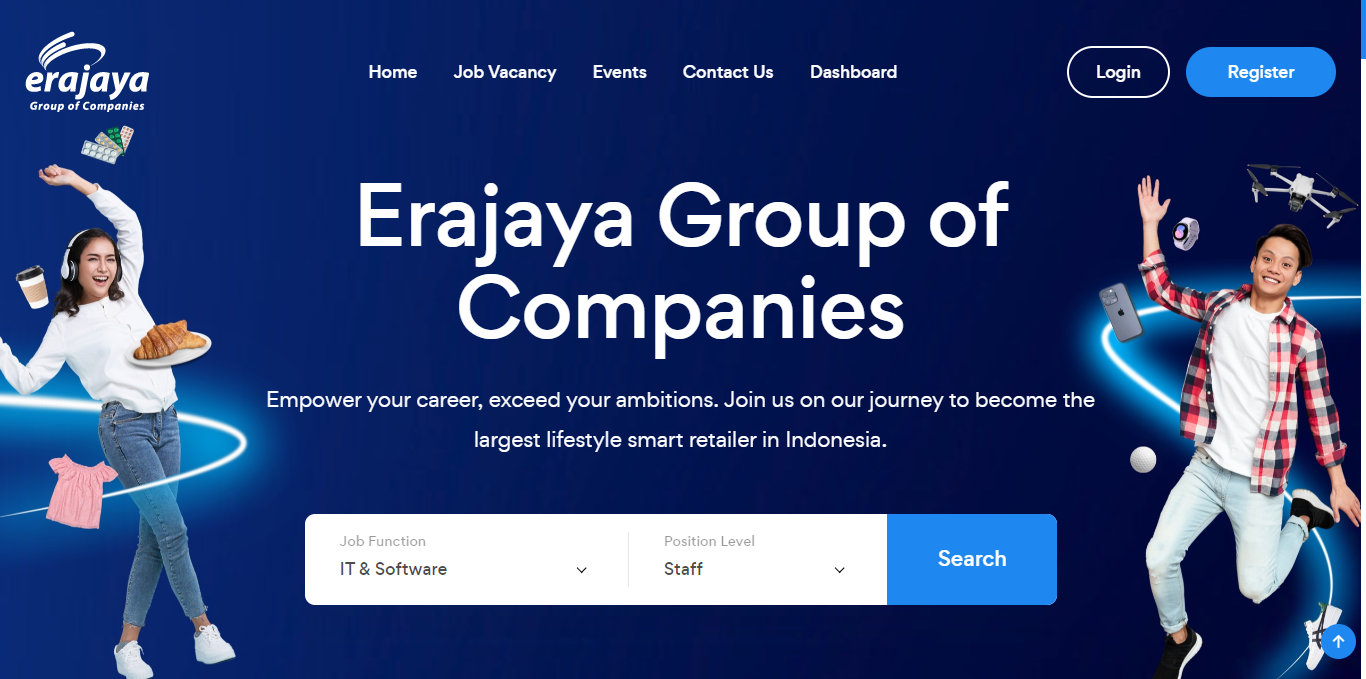 erajaya
Group of Companies
Home
Job Vacancy
Events
Contact Us
Dashboard
Login
Register
Erajaya Group of
Companies
Empower your career, exceed your ambitions. Join us on our journey to become the
largest lifestyle smart retailer in Indonesia.
Job Function
IT & Software
Position Level
Staff
Search